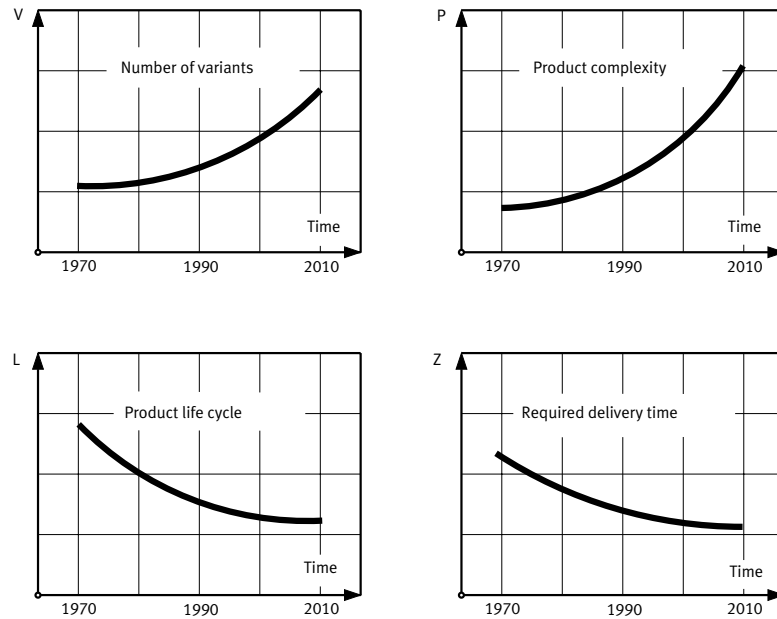 V
Number of variants
Time
1970 1990 2010
P
Product complexity
Time
1970 1990 2010
L
Product life cycle
Time
1970 1990 2010
Z
Required delivery time
Time
1970 1990 2010